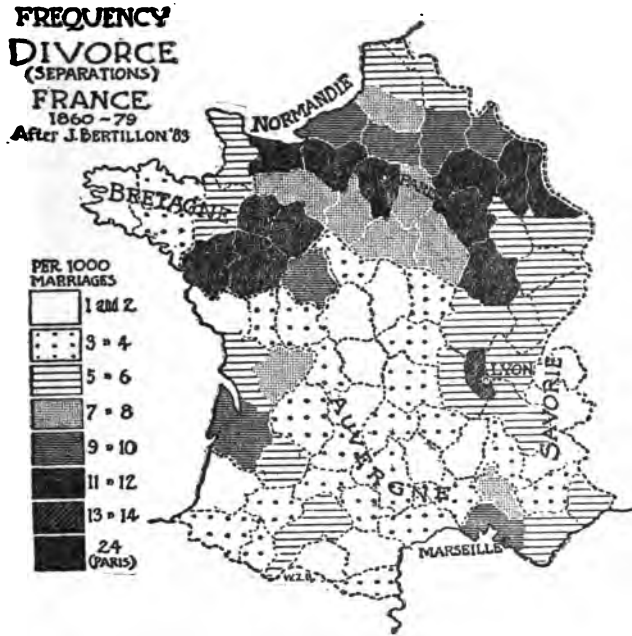 FREQUENCY
DIVORCE
(SEPARATIONS)
FRANCE
1860-79
After J. BERTILLON '83
NORMANDIE
BRETAGNE
PARIS
PER 1000
MARRIAGES
1 and 2
3 " 4
5 " 6
7 " 8
9 " 10
11 " 12
13 " 14
24
(PARIS)
LYON
SAVOIE
AUVERGNE
MARSEILLE
W.Z.R.